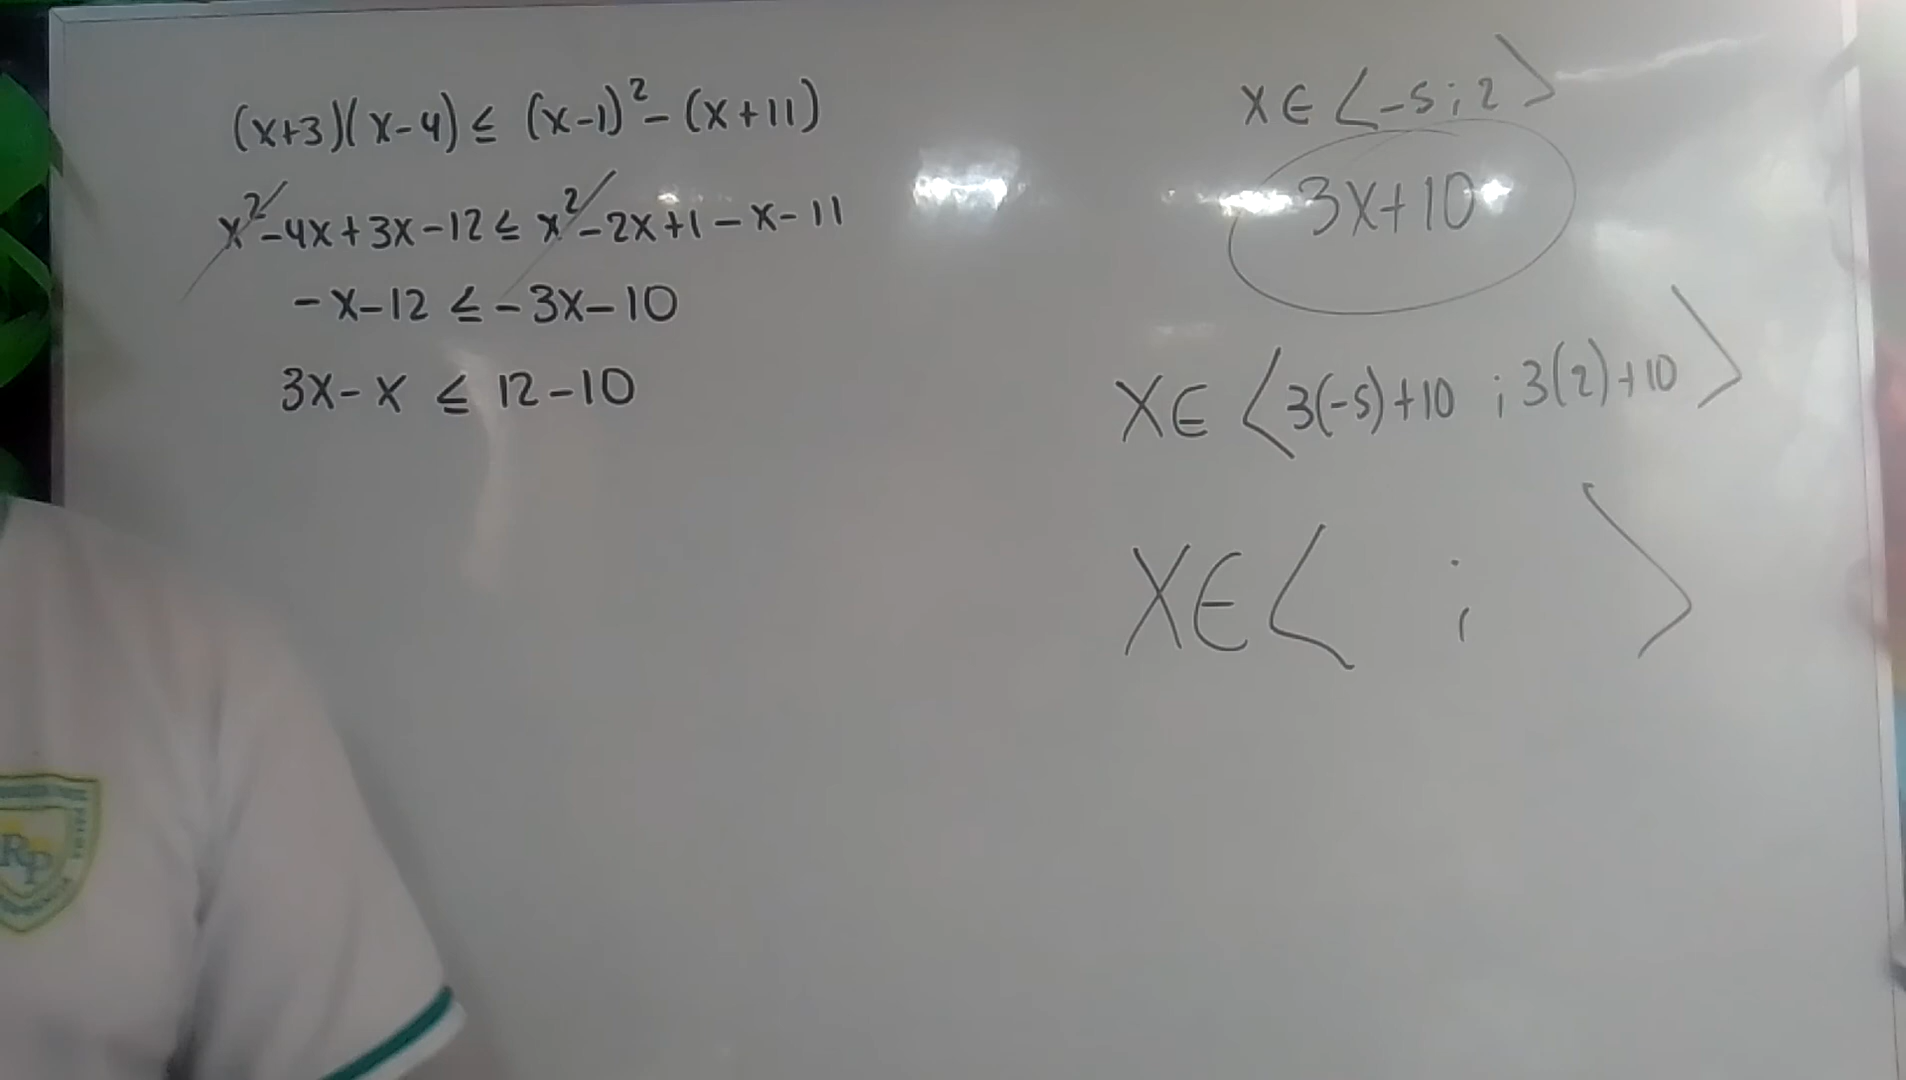 (x+3)(x-4) ≤ (x-1)² - (x+11)
x² - 4x + 3x - 12 ≤ x² - 2x + 1 - x - 11
-x - 12 ≤ -3x - 10
3x - x ≤ 12 - 10
x ∈ ⟨-5; 2⟩
3x + 10
x ∈ ⟨3(-5)+10 ; 3(2)+10⟩
x ∈ ⟨ ; ⟩
RP